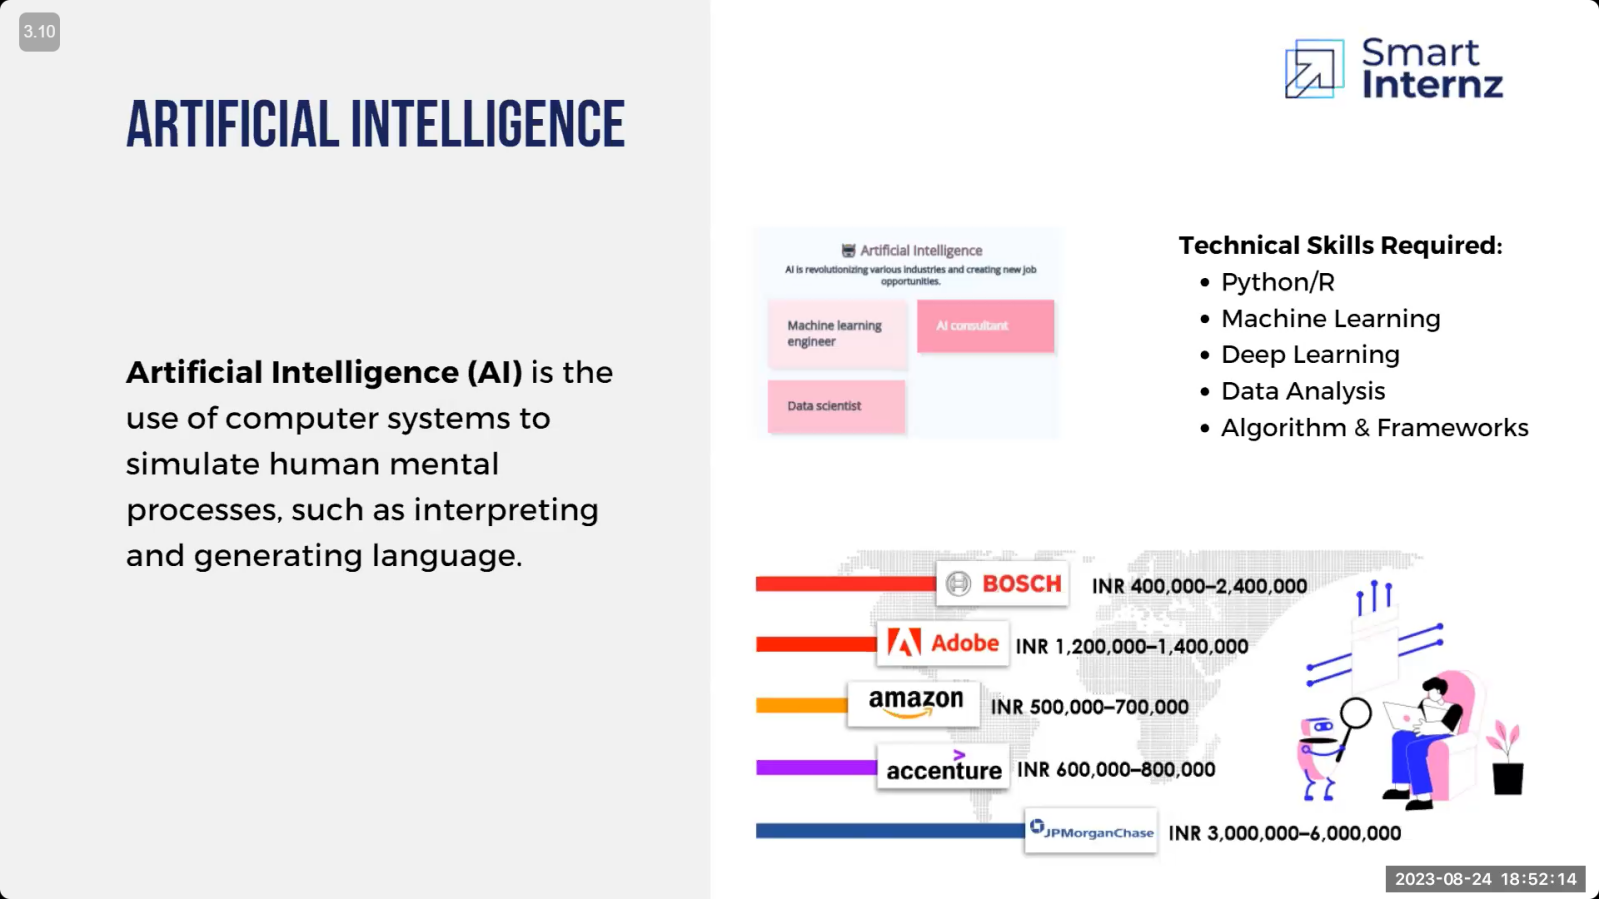 3.10
ARTIFICIAL INTELLIGENCE
Artificial Intelligence (AI) is the
use of computer systems to
simulate human mental
processes, such as interpreting
and generating language.
Smart
Internz
Artificial Intelligence
AI is revolutionizing various industries and creating new job
opportunities.
Machine learning
engineer
AI consultant
Data scientist
Technical Skills Required:
• Python/R
• Machine Learning
• Deep Learning
• Data Analysis
• Algorithm & Frameworks
BOSCH INR 400,000–2,400,000
Adobe INR 1,200,000–1,400,000
amazon INR 500,000–700,000
accenture INR 600,000–800,000
JPMorganChase INR 3,000,000–6,000,000
2023-08-24 18:52:14